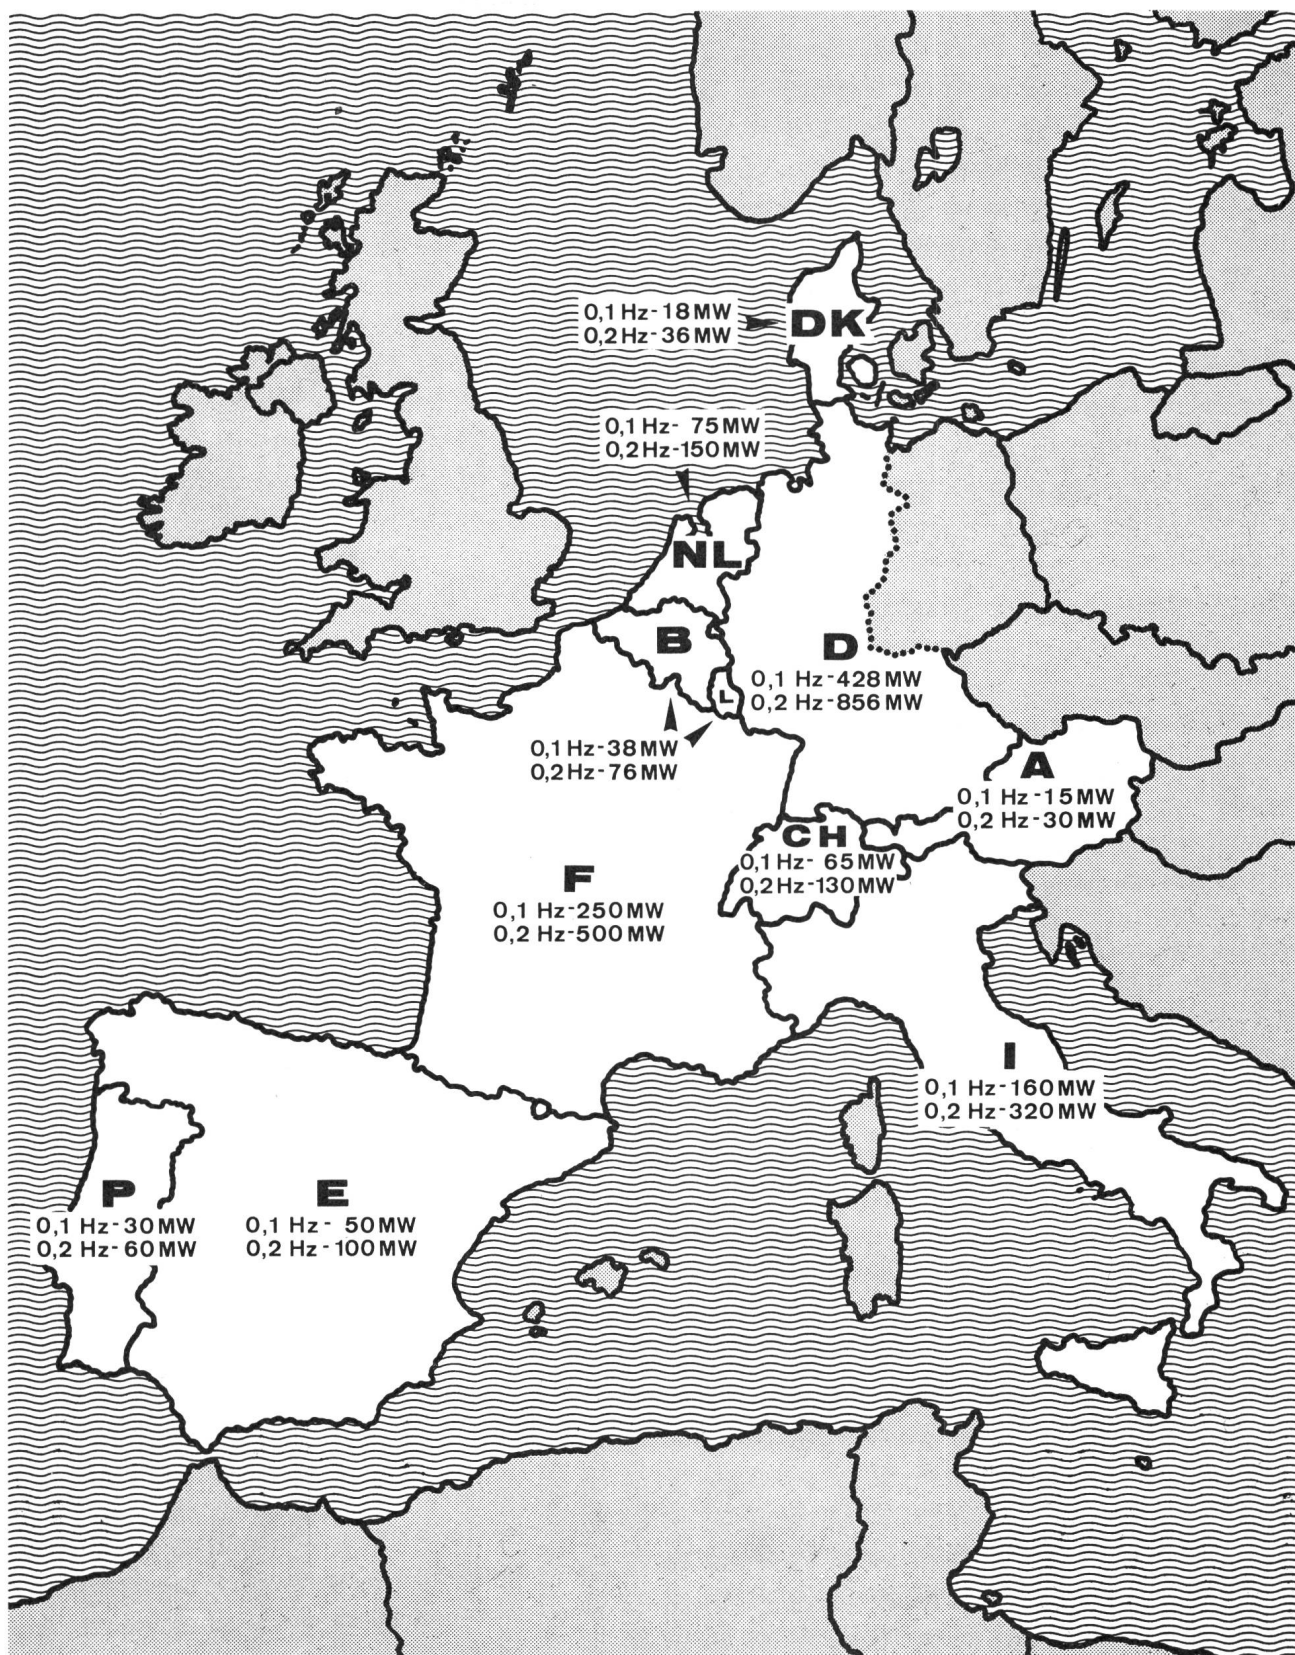 0,1 Hz-18 MW
0,2 Hz-36 MW
DK
0,1 Hz- 75 MW
0,2 Hz-150 MW
NL
B
D
0,1 Hz-428 MW
0,2 Hz-856 MW
L
0,1 Hz-38 MW
0,2 Hz-76 MW
A
0,1 Hz-15 MW
0,2 Hz-30 MW
CH
0,1 Hz- 65 MW
0,2 Hz-130 MW
F
0,1 Hz-250 MW
0,2 Hz-500 MW
I
0,1 Hz-160 MW
0,2 Hz-320 MW
P
0,1 Hz-30 MW
0,2 Hz-60 MW
E
0,1 Hz- 50 MW
0,2 Hz-100 MW